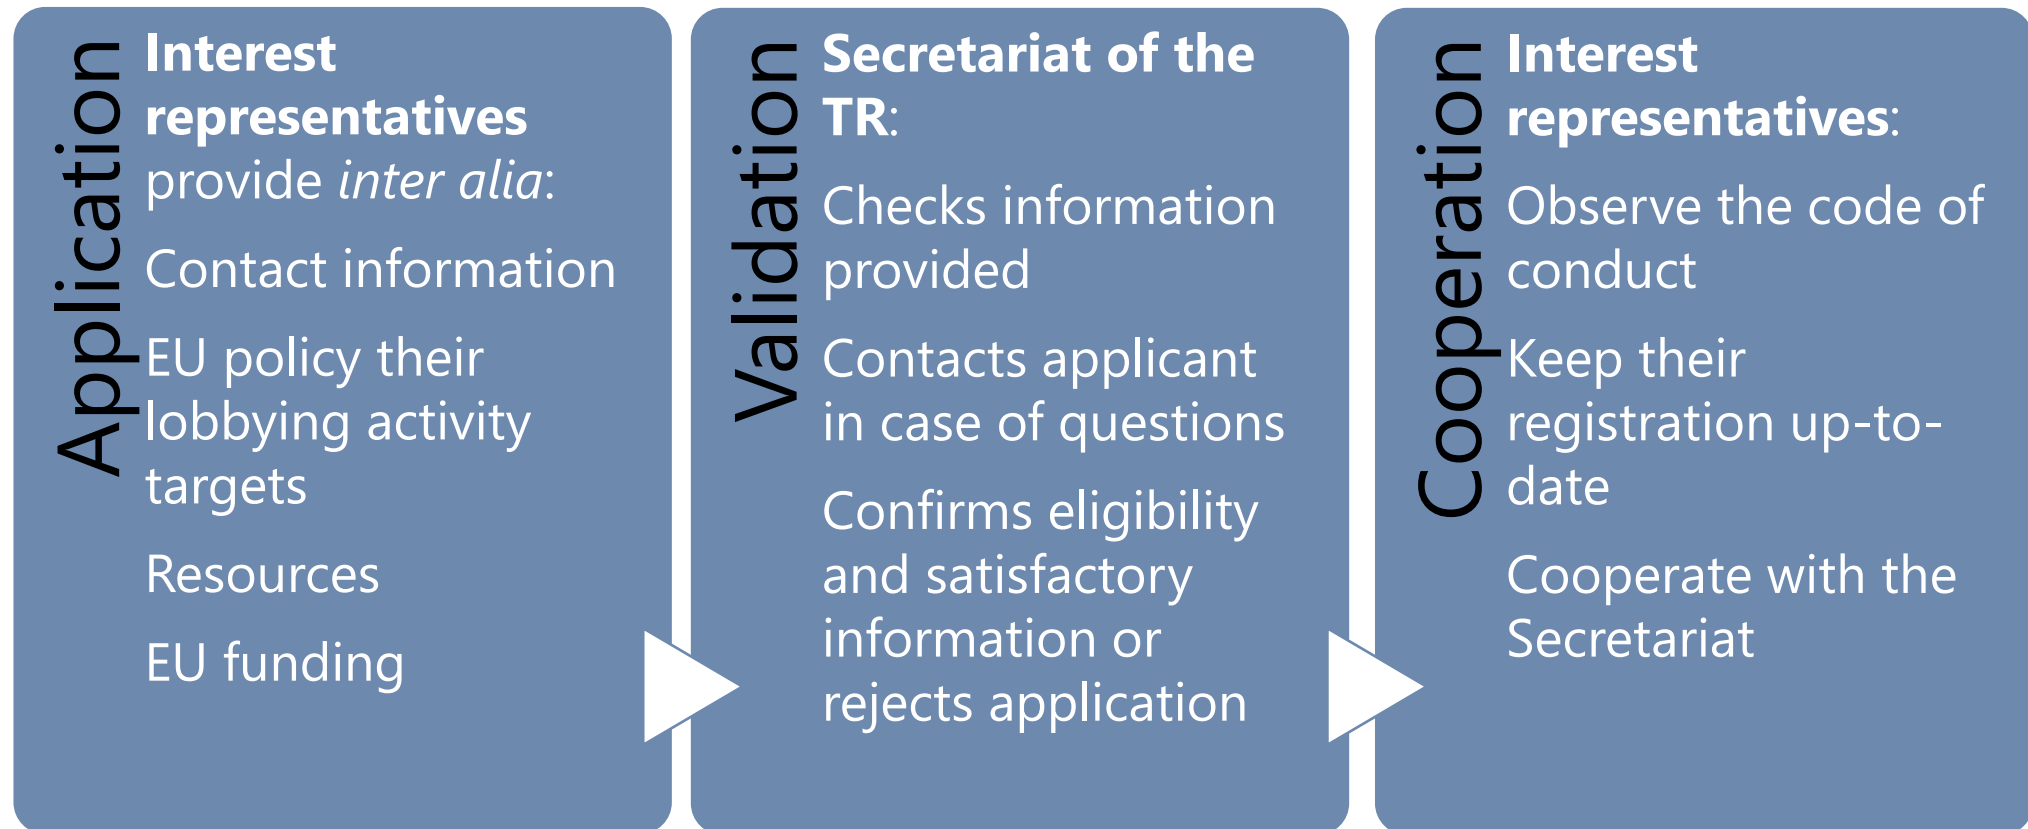 Application
Interest
representatives
provide inter alia:
Contact information
EU policy their
lobbying activity
targets
Resources
EU funding
Validation
Secretariat of the
TR:
Checks information
provided
Contacts applicant
in case of questions
Confirms eligibility
and satisfactory
information or
rejects application
Cooperation
Interest
representatives:
Observe the code of
conduct
Keep their
registration up-to-
date
Cooperate with the
Secretariat